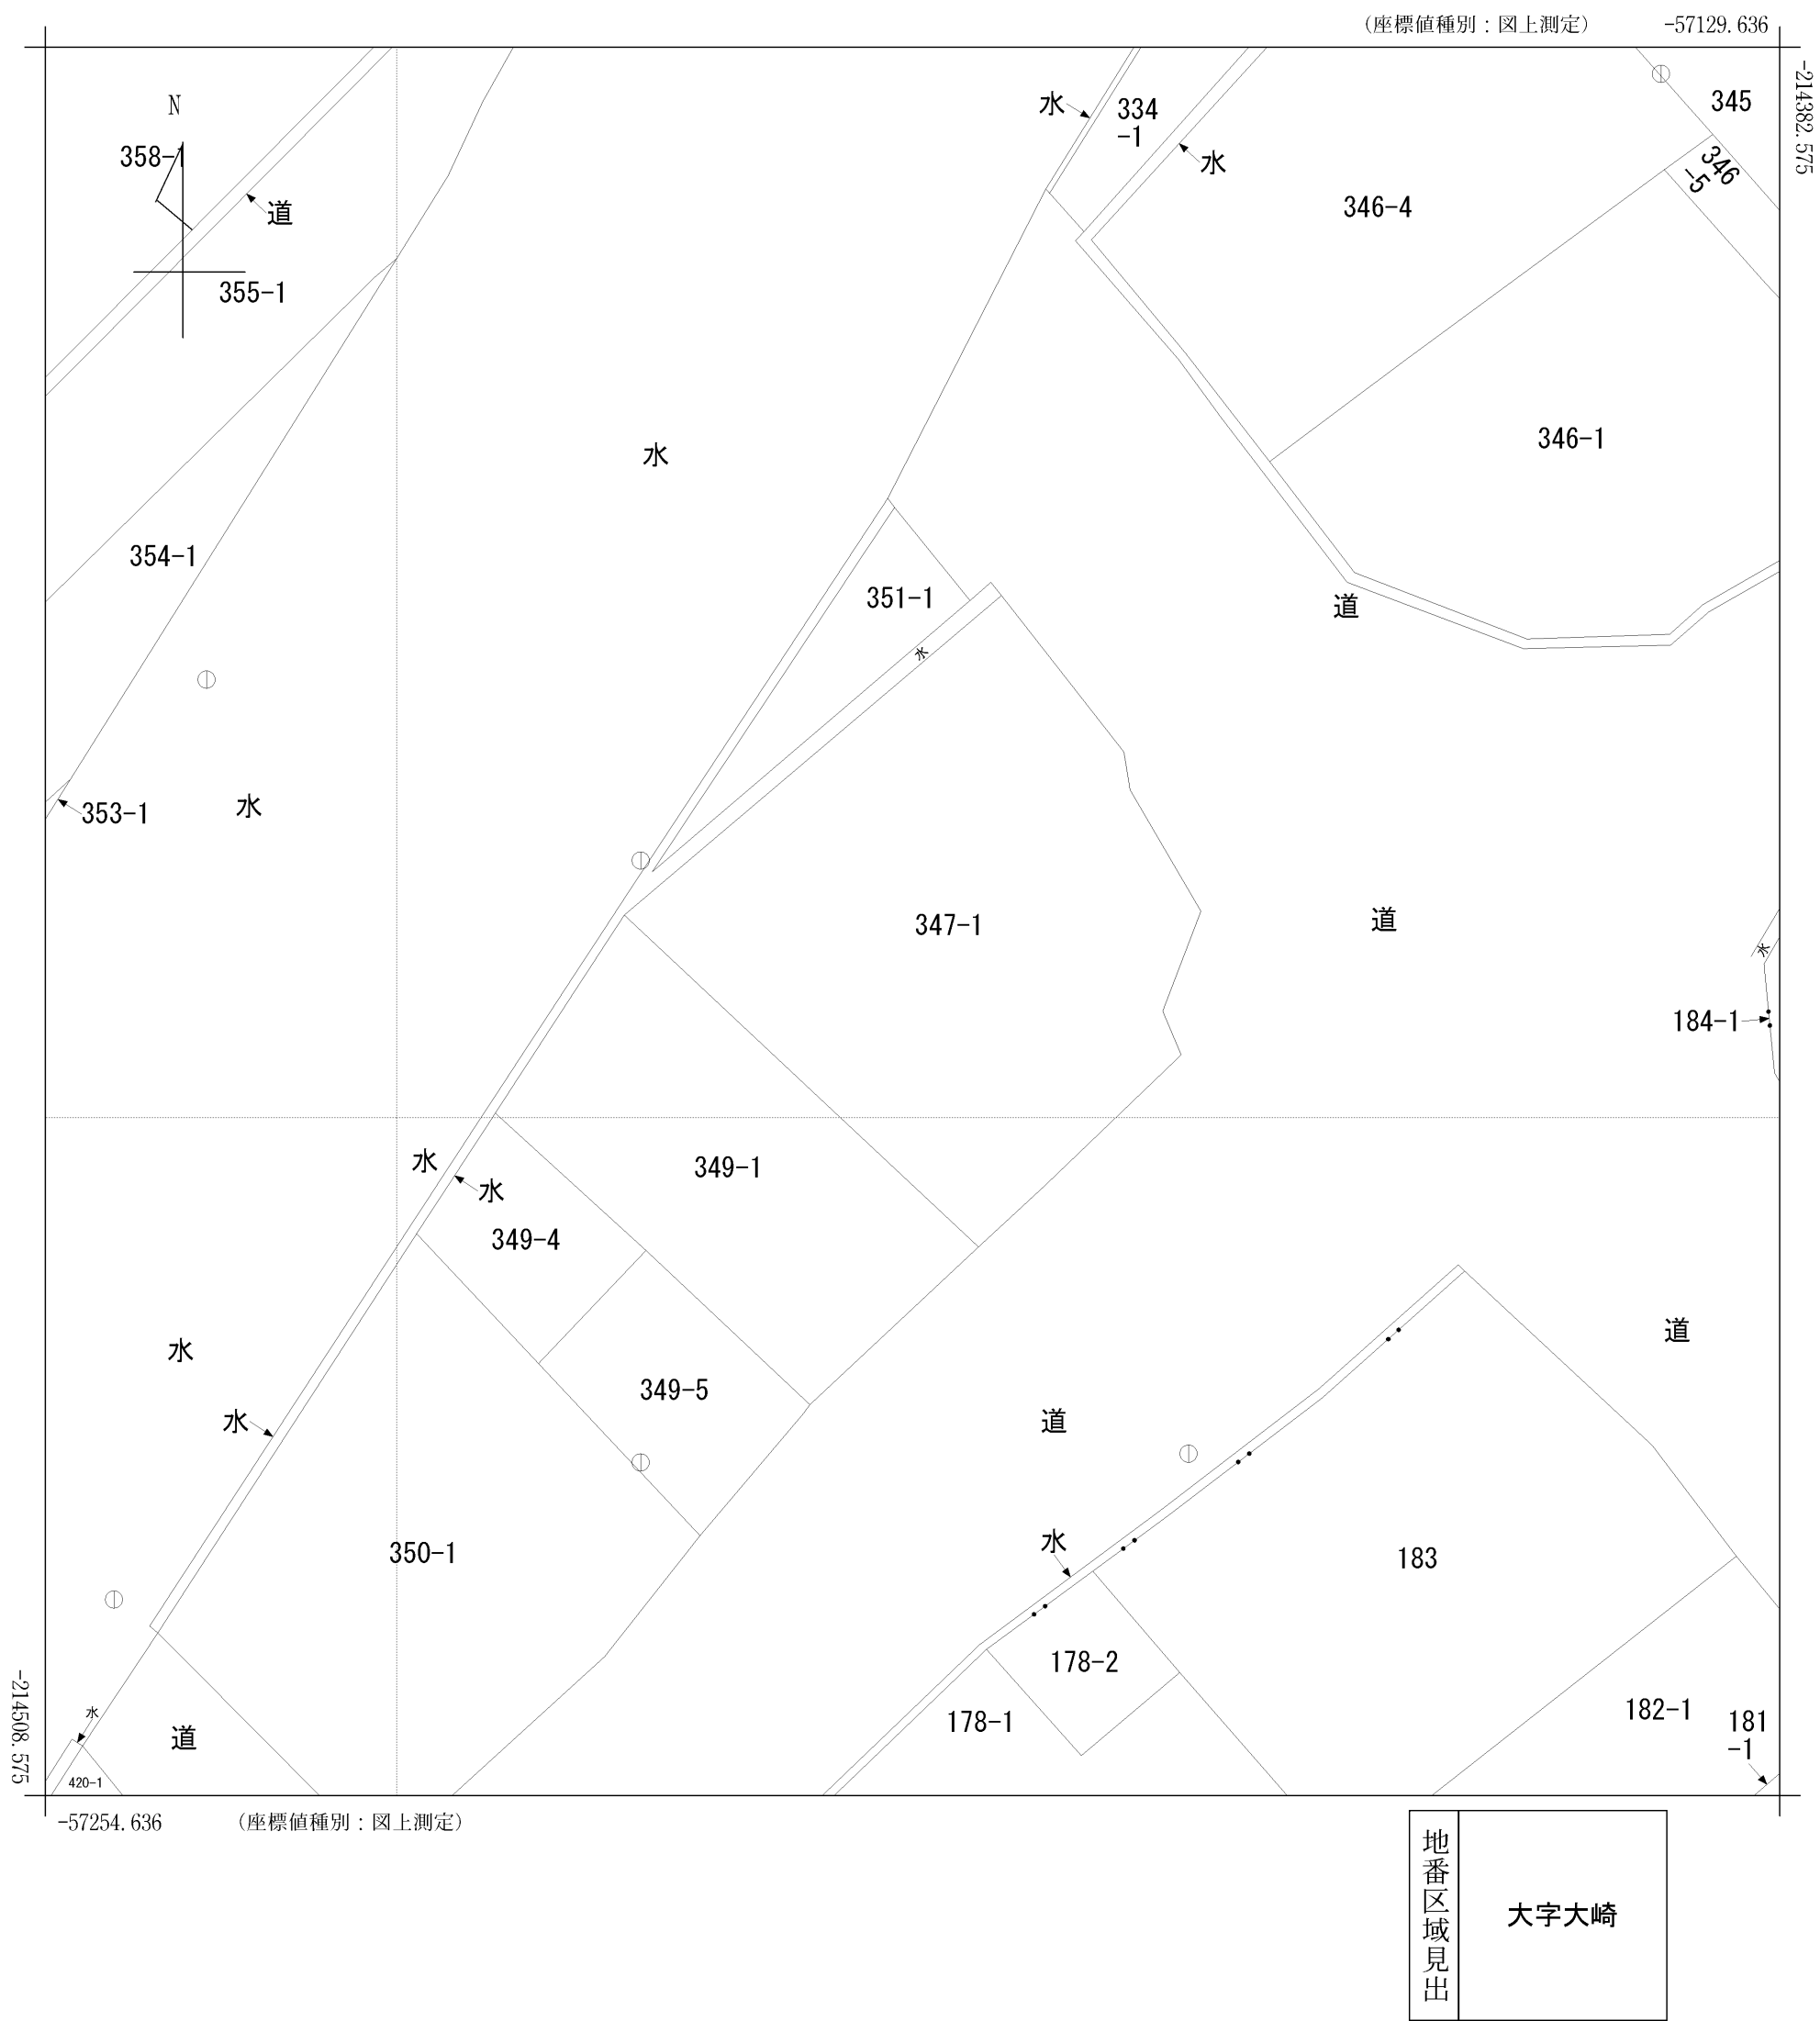 （座標値種別：図上測定） -57129.636
-214382.575
N
水
334
-1
345
358-1
水
346
-5
道
346-4
355-1
346-1
水
354-1
351-1
道
水
353-1
水
347-1
道
水
184-1
水
349-1
水
349-4
水
道
349-5
水
道
水
350-1
183
178-2
-214508.575
水
道
178-1
182-1
181
-1
420-1
-57254.636 （座標値種別：図上測定）
地番区域見出
大字大崎